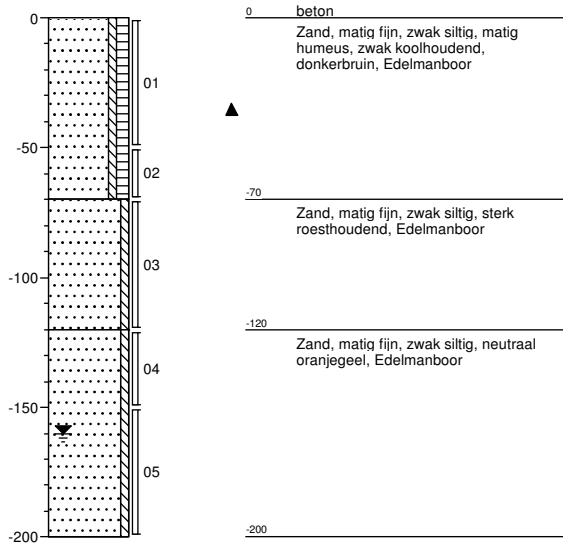 0
-50
-100
-150
-200
01
02
03
04
05
0
beton
Zand, matig fijn, zwak siltig, matig
humeus, zwak koolhoudend,
donkerbruin, Edelmanboor
-70
Zand, matig fijn, zwak siltig, sterk
roesthoudend, Edelmanboor
-120
Zand, matig fijn, zwak siltig, neutraal
oranjegeel, Edelmanboor
-200